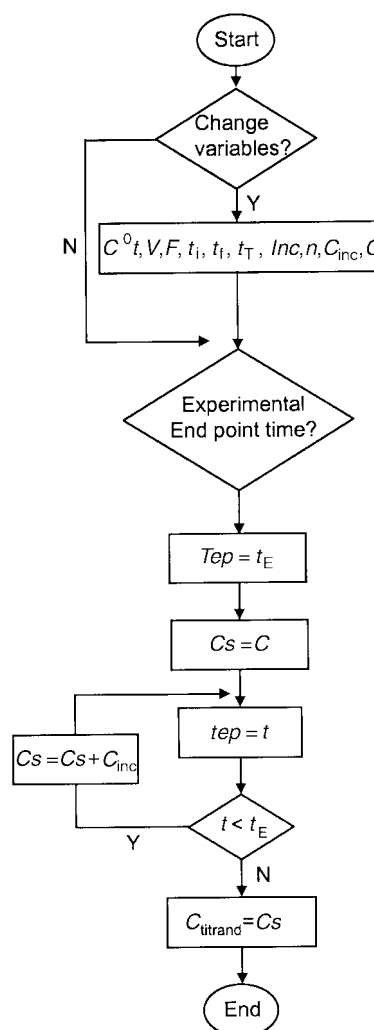 Start
Change
variables?
Y
N
C⁰t, V, F, tᵢ, t_f, t_T, Inc, n, C_inc, C
Experimental
End point time?
Tep = t_E
Cs = C
tep = t
Cs = Cs + C_inc
t < t_E
Y
N
C_titrand = Cs
End